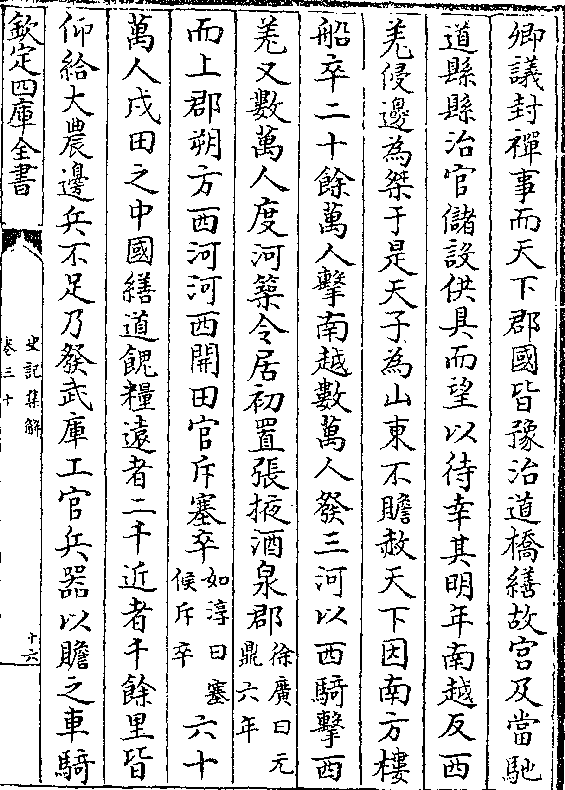 卿議封禪事而天下郡國皆豫治道橋繕故宫及當馳
道縣縣治官儲設供具而望以待幸其明年南越反西
羌侵邊為桀于是天子為山東不贍赦天下因南方樓
船卒二十餘萬人擊南越數萬人發三河以西騎擊西
羌又數萬人度河築令居初置張掖酒泉郡徐廣曰元鼎六年
而上郡朔方西河河西開田官斥塞卒如淳曰塞候斥卒六十
萬人戍田之中國繕道餽糧逺者二千近者千餘里皆
仰給大農邊兵不足乃發武庫工官兵器以贍之車騎
欽定四庫全書
史記集解
卷三十
十六